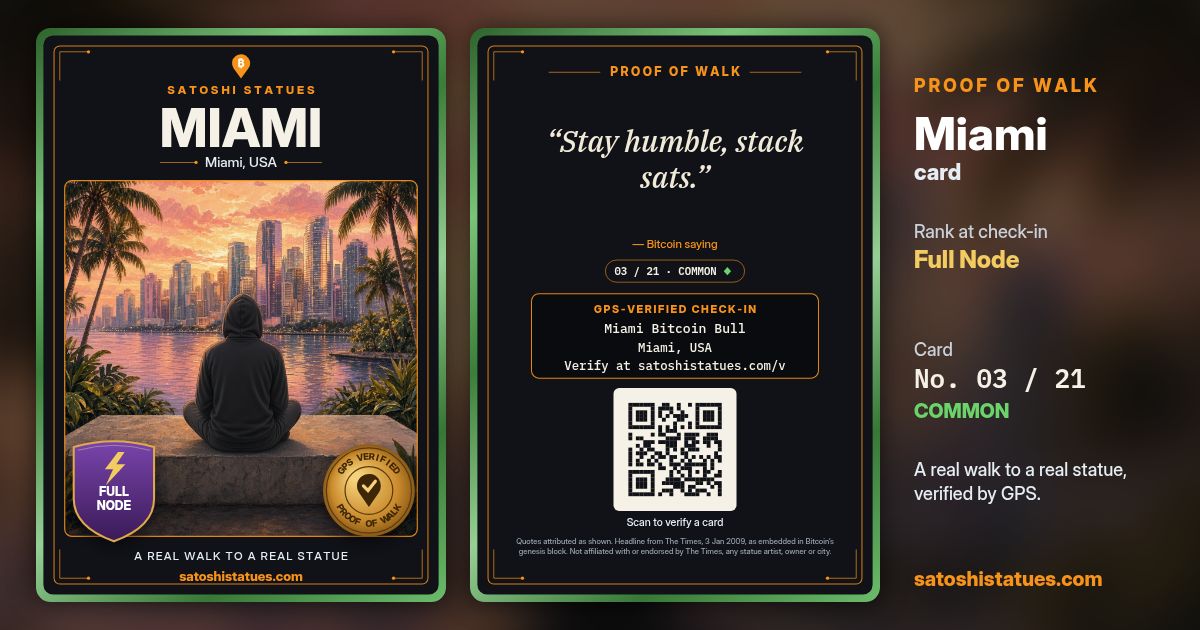 SATOSHI STATUES
MIAMI
Miami, USA
FULL
NODE
GPS VERIFIED
PROOF OF WALK
A REAL WALK TO A REAL STATUE
satoshistatues.com
PROOF OF WALK
“Stay humble, stack
sats.”
— Bitcoin saying
03 / 21 · COMMON
GPS-VERIFIED CHECK-IN
Miami Bitcoin Bull
Miami, USA
Verify at satoshistatues.com/v
Scan to verify a card
Quotes attributed as shown. Headline from The Times, 3 Jan 2009, as embedded in Bitcoin's
genesis block. Not affiliated with or endorsed by The Times, any statue artist, owner or city.
PROOF OF WALK
Miami
card
Rank at check-in
Full Node
Card
No. 03 / 21
COMMON
A real walk to a real statue,
verified by GPS.
satoshistatues.com